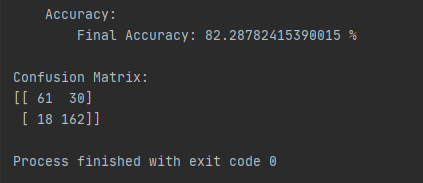 Accuracy:
Final Accuracy: 82.28782415390015 %
Confusion Matrix:
[[ 61  30]
[ 18 162]]
Process finished with exit code 0